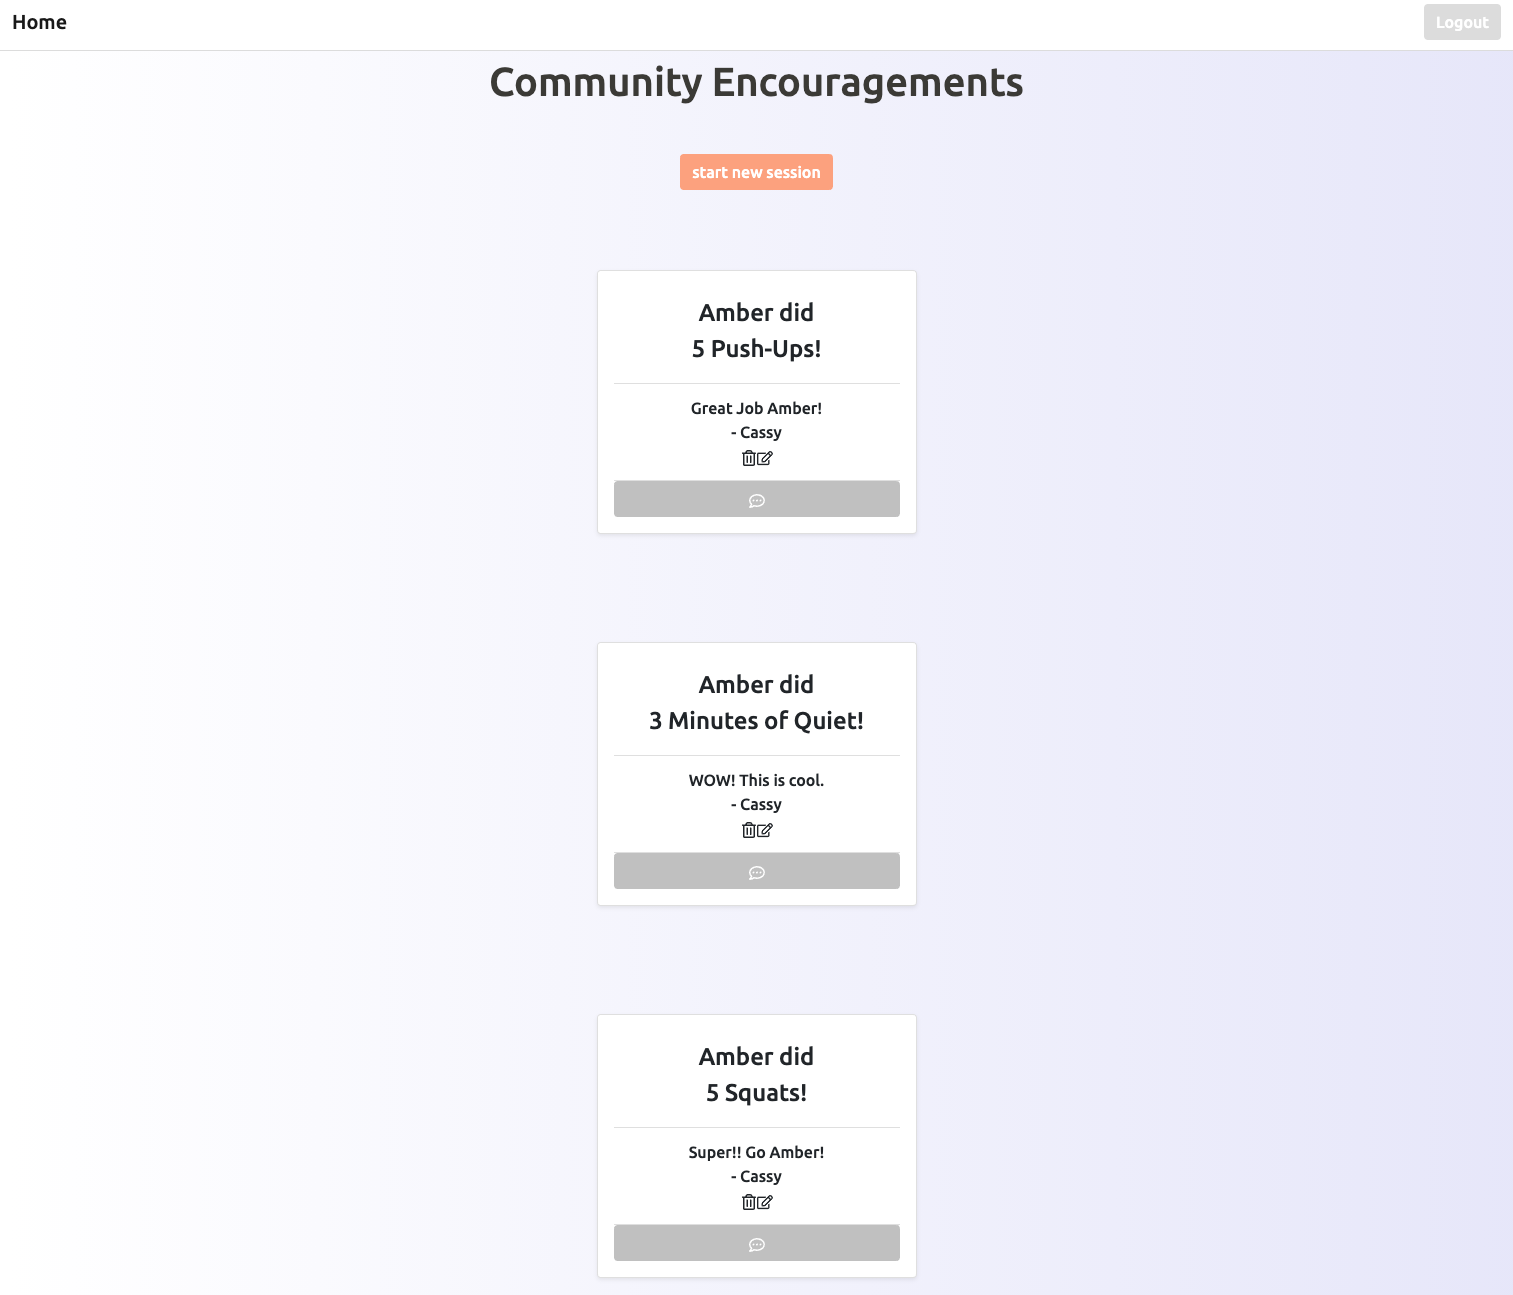 Home
Logout
Community Encouragements
start new session
Amber did
5 Push-Ups!
Great Job Amber!
- Cassy
Amber did
3 Minutes of Quiet!
WOW! This is cool.
- Cassy
Amber did
5 Squats!
Super!! Go Amber!
- Cassy